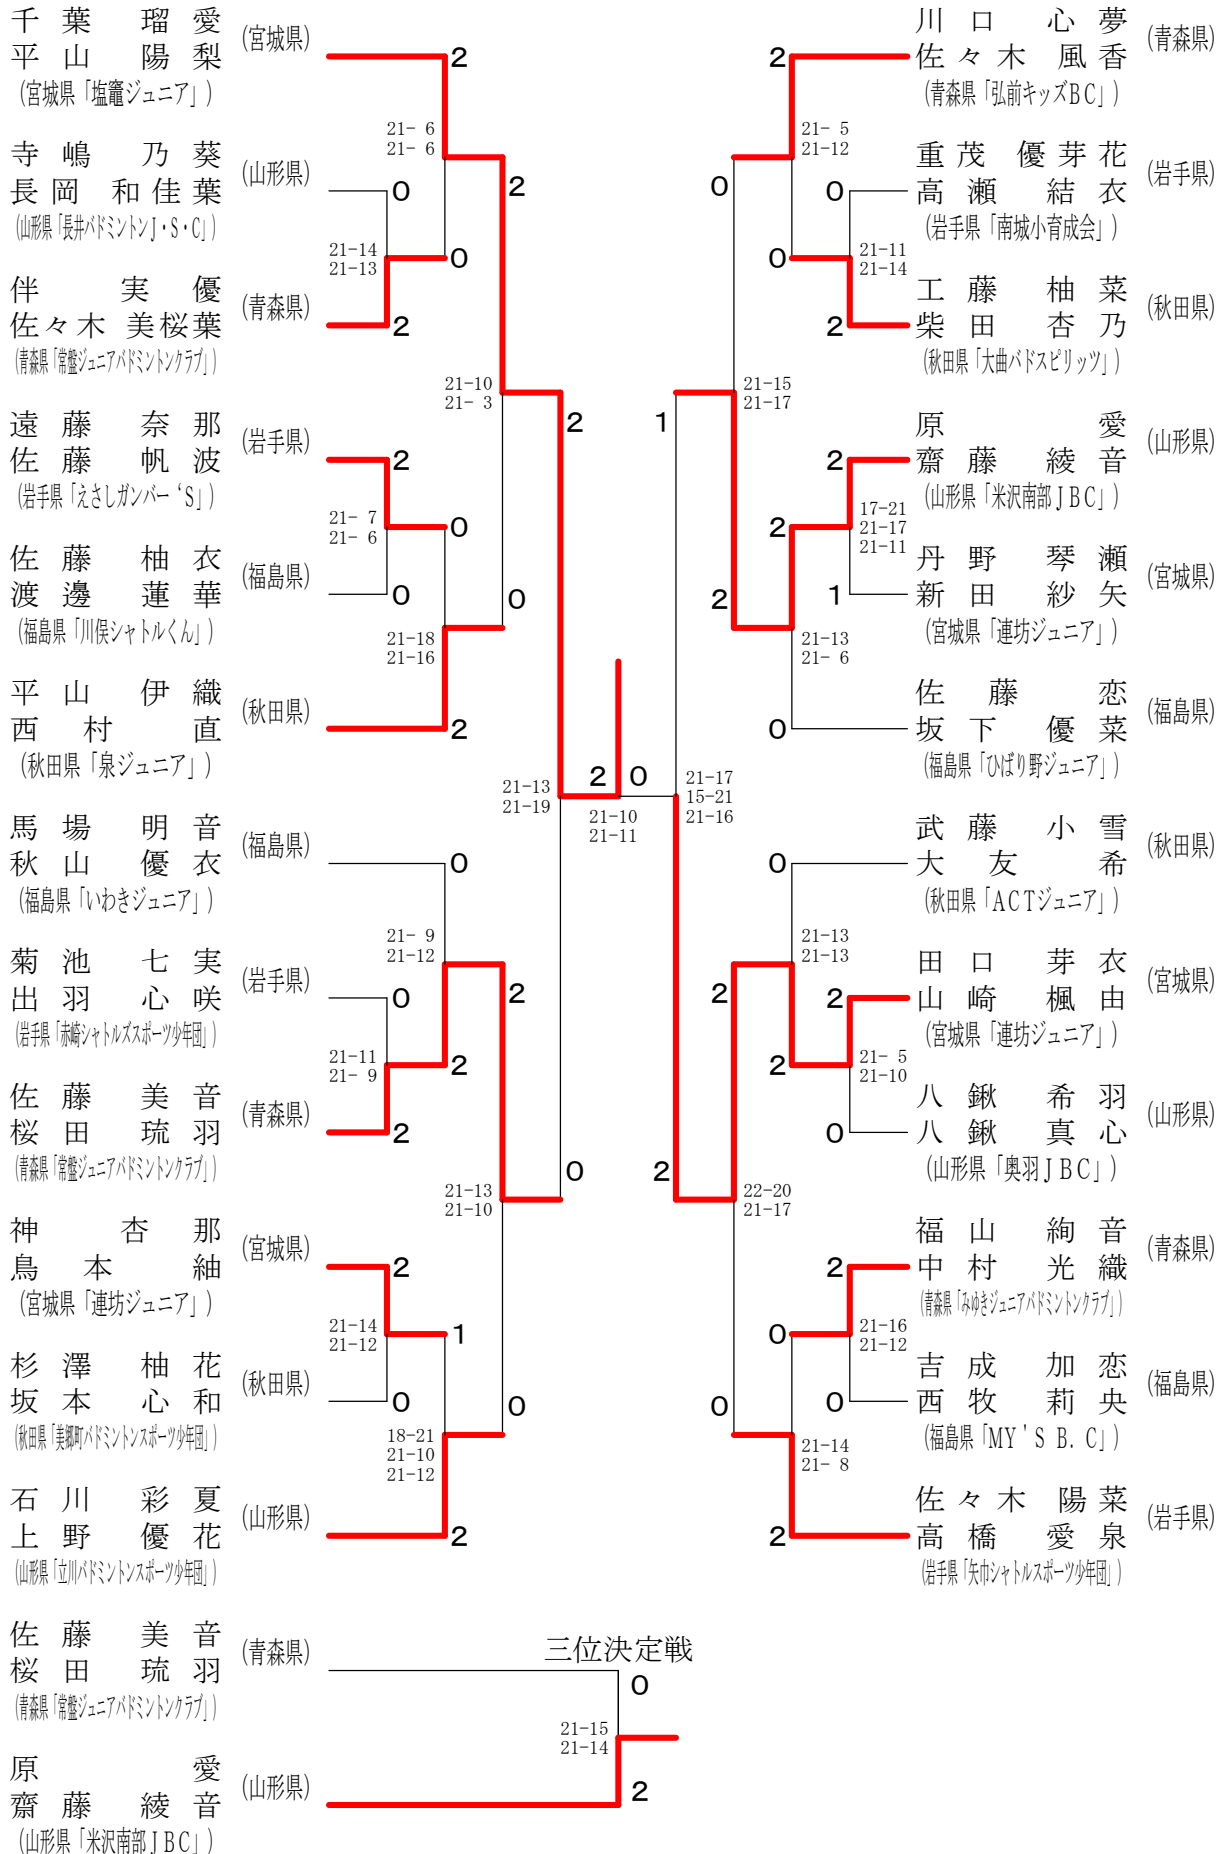 千葉 瑠愛
平山 陽梨
(宮城県)
(宮城県「塩竈ジュニア」)
2
21- 6
21- 6
寺嶋 乃葵
長岡 和佳葉
(山形県)
(山形県「長井バドミントンJ・S・C」)
0
2
21-14
21-13
0
伴 実優
佐々木 美桜葉
(青森県)
(青森県「常盤ジュニアバドミントンクラブ」)
2
21-10
21- 3
2
遠藤 奈那
佐藤 帆波
(岩手県)
(岩手県「えさしガンバー‘S」)
2
21- 7
21- 6
0
佐藤 柚衣
渡邊 蓮華
(福島県)
(福島県「川俣シャトルくん」)
0
0
21-18
21-16
平山 伊織
西村 直
(秋田県)
(秋田県「泉ジュニア」)
2
21-13
21-19
2
0
21-10
21-11
馬場 明音
秋山 優衣
(福島県)
(福島県「いわきジュニア」)
0
21- 9
21-12
菊池 七実
出羽 心咲
(岩手県)
(岩手県「赤崎シャトルズスポーツ少年団」)
0
2
21-11
21- 9
2
佐藤 美音
桜田 琉羽
(青森県)
(青森県「常盤ジュニアバドミントンクラブ」)
2
0
21-13
21-10
神 杏那
鳥本 紬
(宮城県)
(宮城県「連坊ジュニア」)
2
21-14
21-12
1
杉澤 柚花
坂本 心和
(秋田県)
(秋田県「美郷町バドミントンスポーツ少年団」)
0
0
18-21
21-10
21-12
石川 彩夏
上野 優花
(山形県)
(山形県「立川バドミントンスポーツ少年団」)
2
川口 心夢
佐々木 風香
(青森県)
(青森県「弘前キッズBC」)
2
21- 5
21-12
重茂 優芽花
高瀬 結衣
(岩手県)
(岩手県「南城小育成会」)
0
0
0
21-11
21-14
工藤 柚菜
柴田 杏乃
(秋田県)
(秋田県「大曲バドスピリッツ」)
2
21-15
21-17
1
原 愛
齋藤 綾音
(山形県)
(山形県「米沢南部JBC」)
2
17-21
21-17
21-11
2
丹野 琴瀬
新田 紗矢
(宮城県)
(宮城県「連坊ジュニア」)
1
2
21-13
21- 6
佐藤 恋
坂下 優菜
(福島県)
(福島県「ひばり野ジュニア」)
0
21-17
15-21
21-16
武藤 小雪
大友 希
(秋田県)
(秋田県「ACTジュニア」)
0
21-13
21-13
田口 芽衣
山崎 楓由
(宮城県)
(宮城県「連坊ジュニア」)
2
2
21- 5
21-10
2
八鍬 希羽
八鍬 真心
(山形県)
(山形県「奥羽JBC」)
0
2
22-20
21-17
福山 絢音
中村 光織
(青森県)
(青森県「みゆきジュニアバドミントンクラブ」)
2
21-16
21-12
0
吉成 加恋
西牧 莉央
(福島県)
(福島県「MY'S B.C」)
0
0
21-14
21- 8
佐々木 陽菜
高橋 愛泉
(岩手県)
(岩手県「矢巾シャトルスポーツ少年団」)
2
三位決定戦
佐藤 美音
桜田 琉羽
(青森県)
(青森県「常盤ジュニアバドミントンクラブ」)
0
21-15
21-14
原 愛
齋藤 綾音
(山形県)
(山形県「米沢南部JBC」)
2